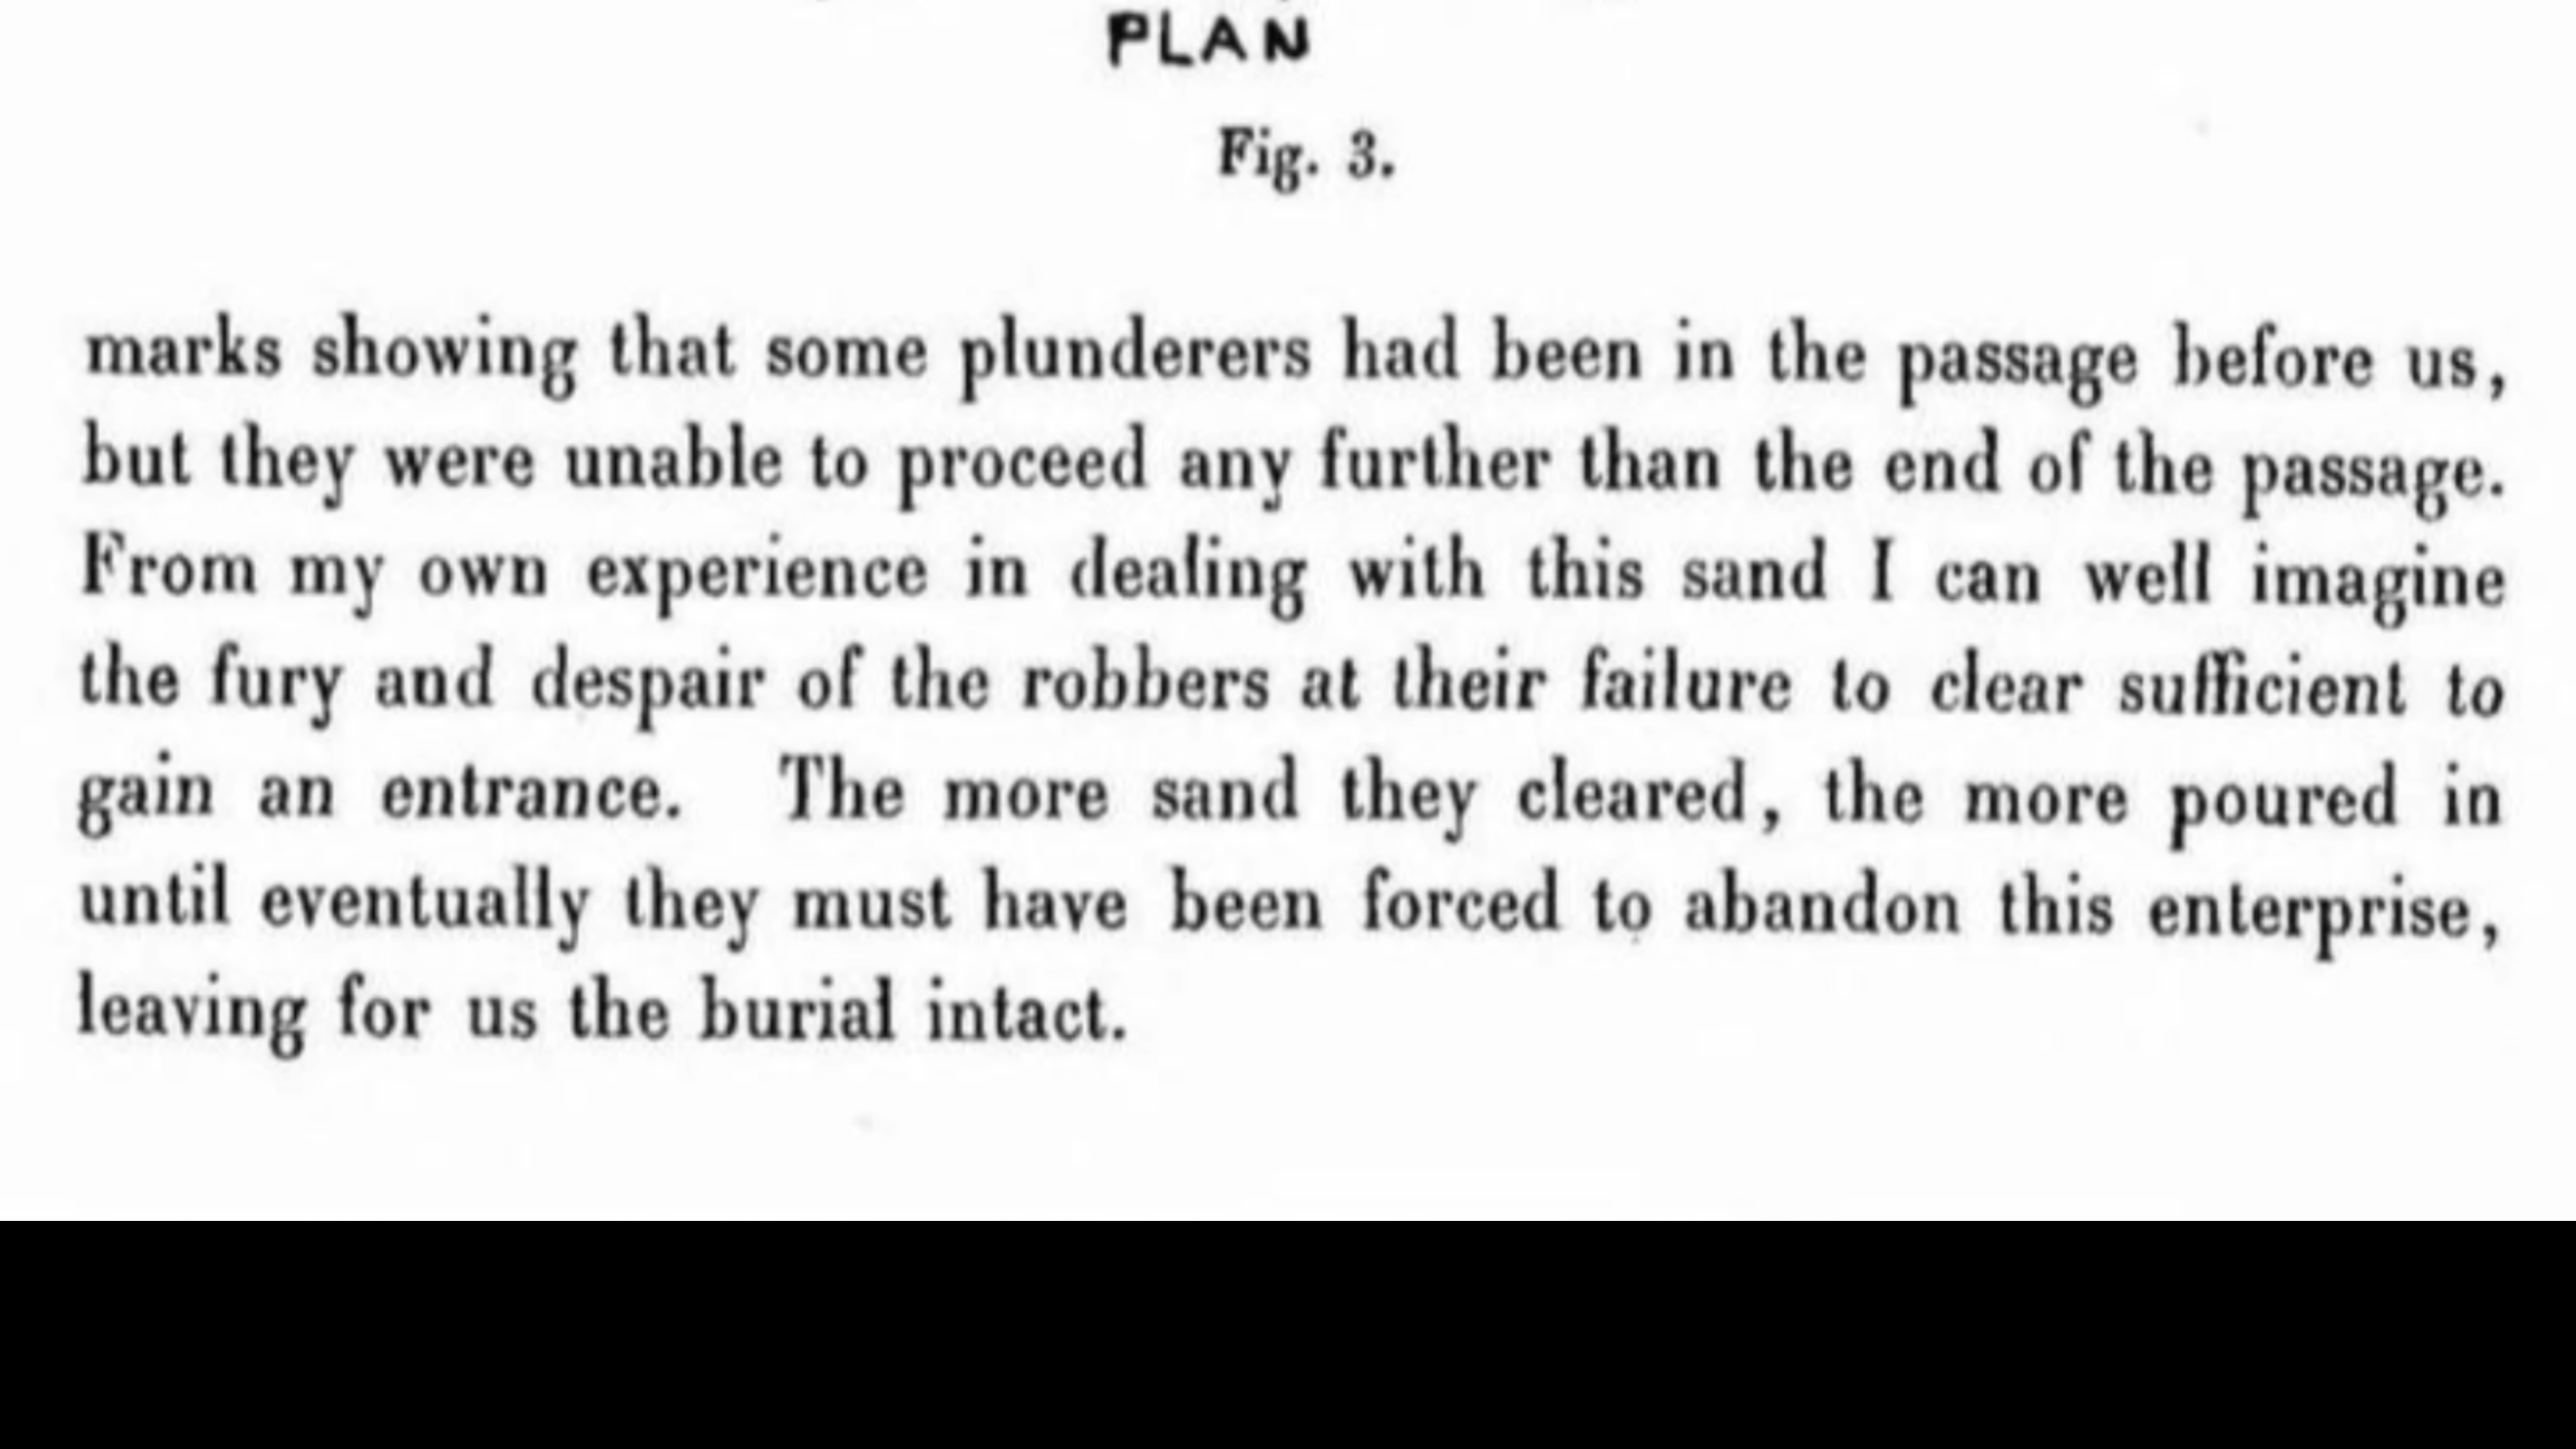 PLAN
Fig. 3.
marks showing that some plunderers had been in the passage before us,
but they were unable to proceed any further than the end of the passage.
From my own experience in dealing with this sand I can well imagine
the fury and despair of the robbers at their failure to clear sufficient to
gain an entrance. The more sand they cleared, the more poured in
until eventually they must have been forced to abandon this enterprise,
leaving for us the burial intact.